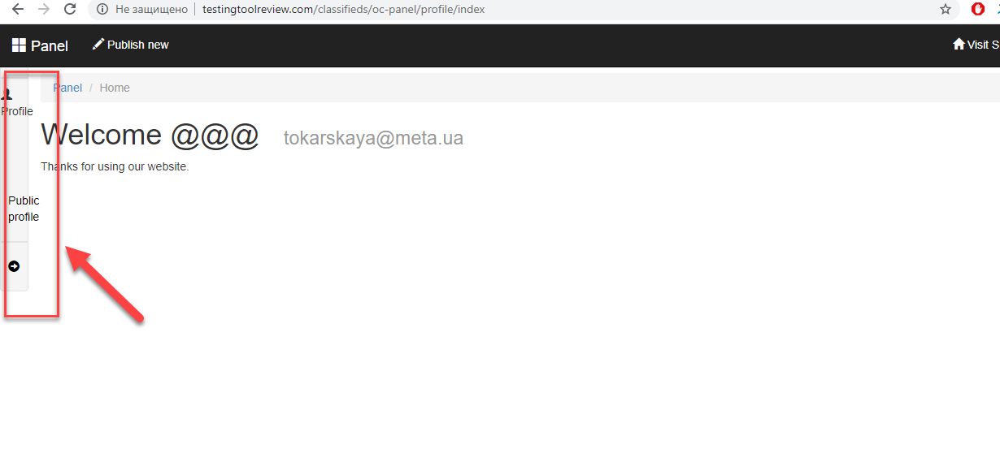 Не защищено testingtoolreview.com/classifieds/oc-panel/profile/index
Panel Publish new Visit S
Panel / Home
Profile
Welcome @@@ tokarskaya@meta.ua
Thanks for using our website.
Public
profile